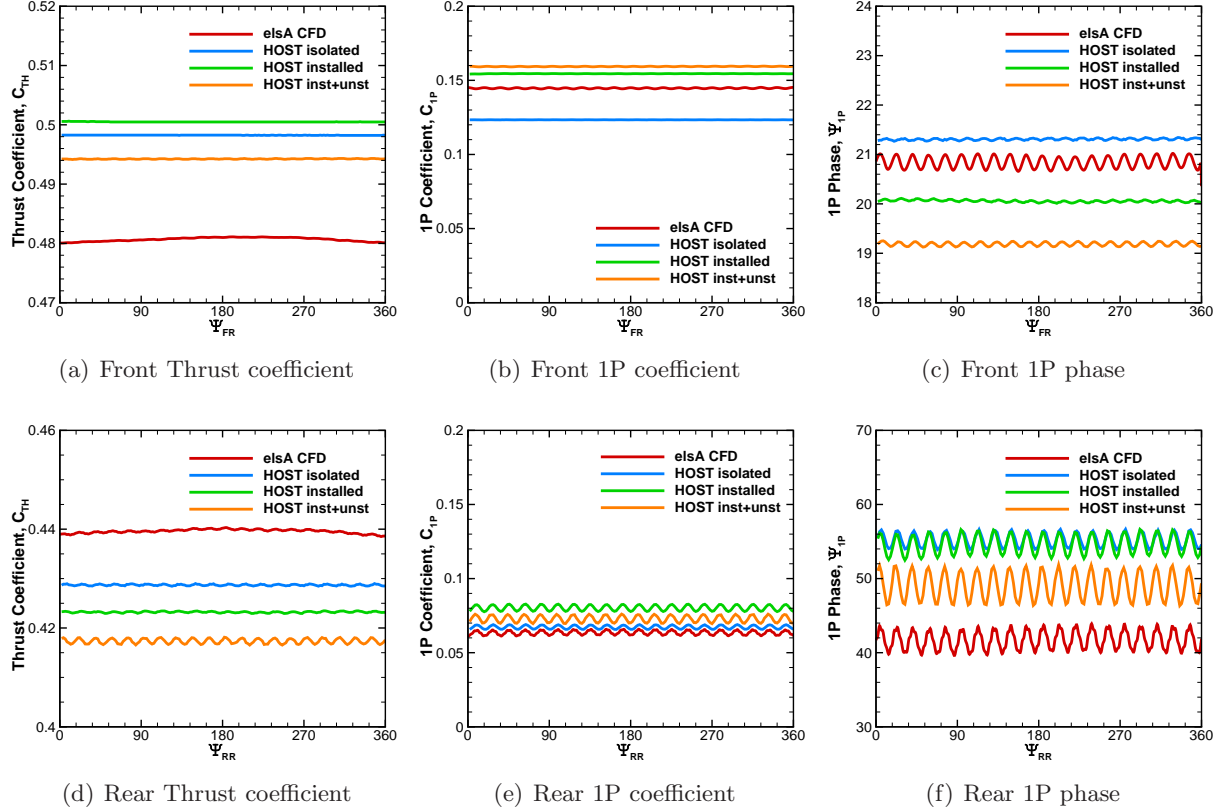 Thrust Coefficient, C_TH
0.52
0.51
0.5
0.49
0.48
0.47
elsA CFD
HOST isolated
HOST installed
HOST inst+unst
0 90 180 270 360
Ψ_FR
(a) Front Thrust coefficient
1P Coefficient, C_1P
0.2
0.15
0.1
0.05
0
elsA CFD
HOST isolated
HOST installed
HOST inst+unst
0 90 180 270 360
Ψ_FR
(b) Front 1P coefficient
1P Phase, Ψ_1P
24
23
22
21
20
19
18
elsA CFD
HOST isolated
HOST installed
HOST inst+unst
0 90 180 270 360
Ψ_FR
(c) Front 1P phase
Thrust Coefficient, C_TH
0.46
0.44
0.42
0.4
elsA CFD
HOST isolated
HOST installed
HOST inst+unst
0 90 180 270 360
Ψ_RR
(d) Rear Thrust coefficient
1P Coefficient, C_1P
0.2
0.15
0.1
0.05
0
elsA CFD
HOST isolated
HOST installed
HOST inst+unst
0 90 180 270 360
Ψ_RR
(e) Rear 1P coefficient
1P Phase, Ψ_1P
70
60
50
40
30
elsA CFD
HOST isolated
HOST installed
HOST inst+unst
0 90 180 270 360
Ψ_RR
(f) Rear 1P phase